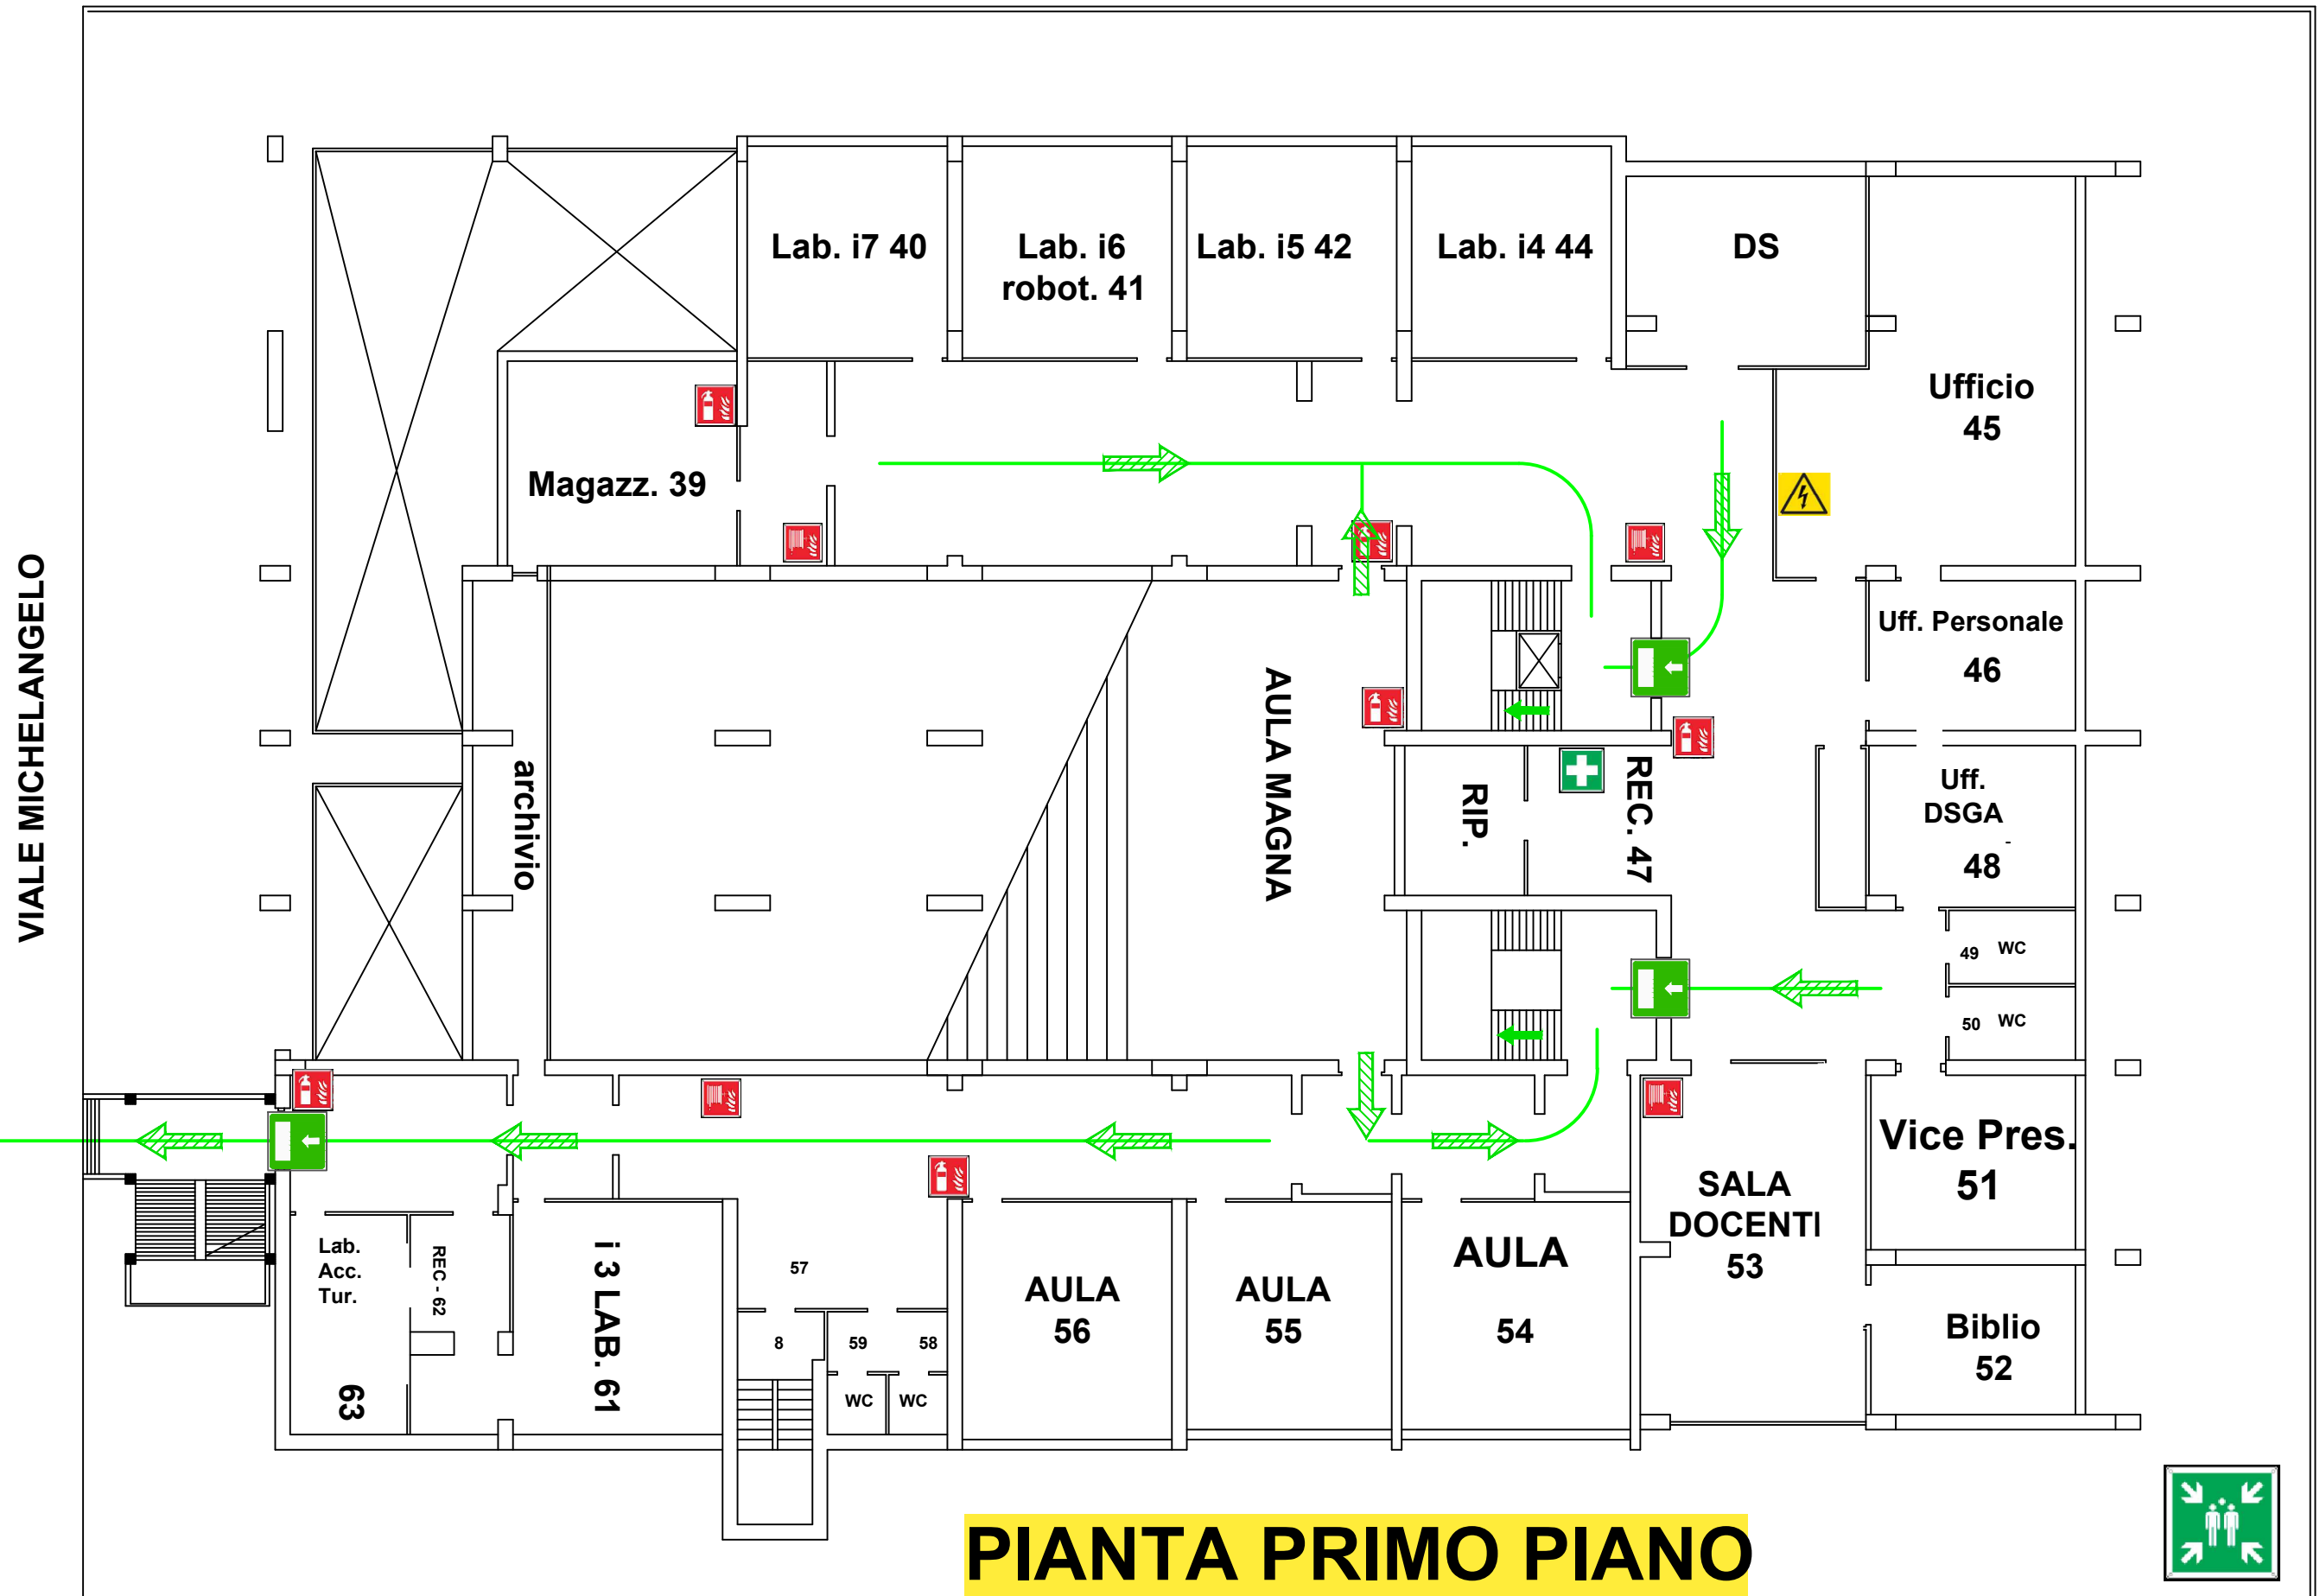 Lab. i7 40
Lab. i6
robot. 41
Lab. i5 42
Lab. i4 44
DS
Ufficio
45
Magazz. 39
VIALE MICHELANGELO
Uff. Personale
46
AULA MAGNA
archivio
RIP.
REC. 47
Uff.
DSGA
-
48
49 WC
50 WC
Vice Pres.
51
SALA
DOCENTI
53
Lab.
Acc.
Tur.
63
REC - 62
i 3 LAB. 61
57
8
59
58
WC
WC
AULA
56
AULA
55
AULA
54
Biblio
52
PIANTA PRIMO PIANO